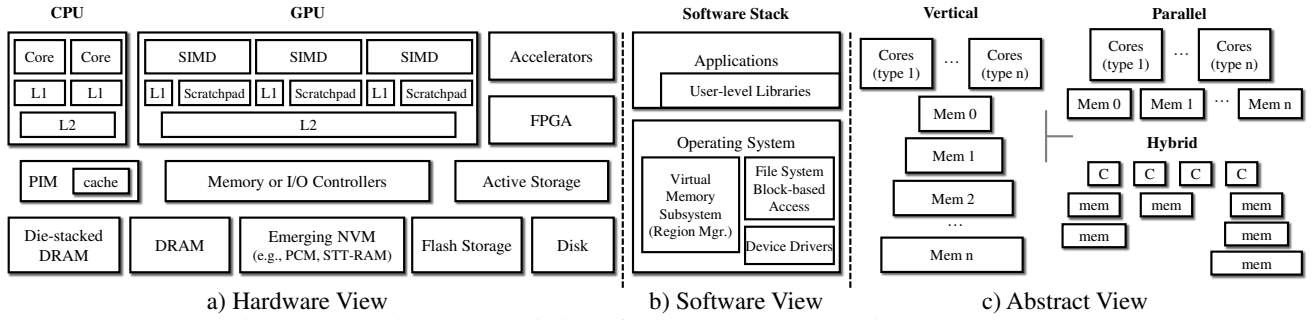 CPU
GPU
Core
Core
L1
L1
L2
SIMD
SIMD
SIMD
L1
Scratchpad
L1
Scratchpad
L1
Scratchpad
L2
Accelerators
FPGA
PIM
cache
Memory or I/O Controllers
Active Storage
Die-stacked
DRAM
DRAM
Emerging NVM
(e.g., PCM, STT-RAM)
Flash Storage
Disk
a) Hardware View
Software Stack
Applications
User-level Libraries
Operating System
Virtual
Memory
Subsystem
(Region Mgr.)
File System
Block-based
Access
Device Drivers
b) Software View
Vertical
Cores
(type 1)
...
Cores
(type n)
Mem 0
Mem 1
Mem 2
...
Mem n
Parallel
Cores
(type 1)
...
Cores
(type n)
Mem 0
Mem 1
...
Mem n
Hybrid
C
C
C
C
mem
mem
mem
mem
mem
mem
c) Abstract View